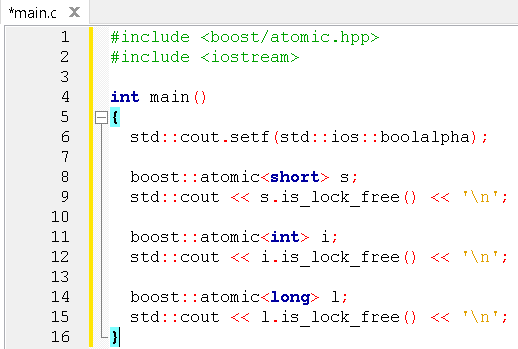 *main.c X
1 #include <boost/atomic.hpp>
2 #include <iostream>
3
4 int main()
5 {
6 std::cout.setf(std::ios::boolalpha);
7
8 boost::atomic<short> s;
9 std::cout << s.is_lock_free() << '\n';
10
11 boost::atomic<int> i;
12 std::cout << i.is_lock_free() << '\n';
13
14 boost::atomic<long> l;
15 std::cout << l.is_lock_free() << '\n';
16 }